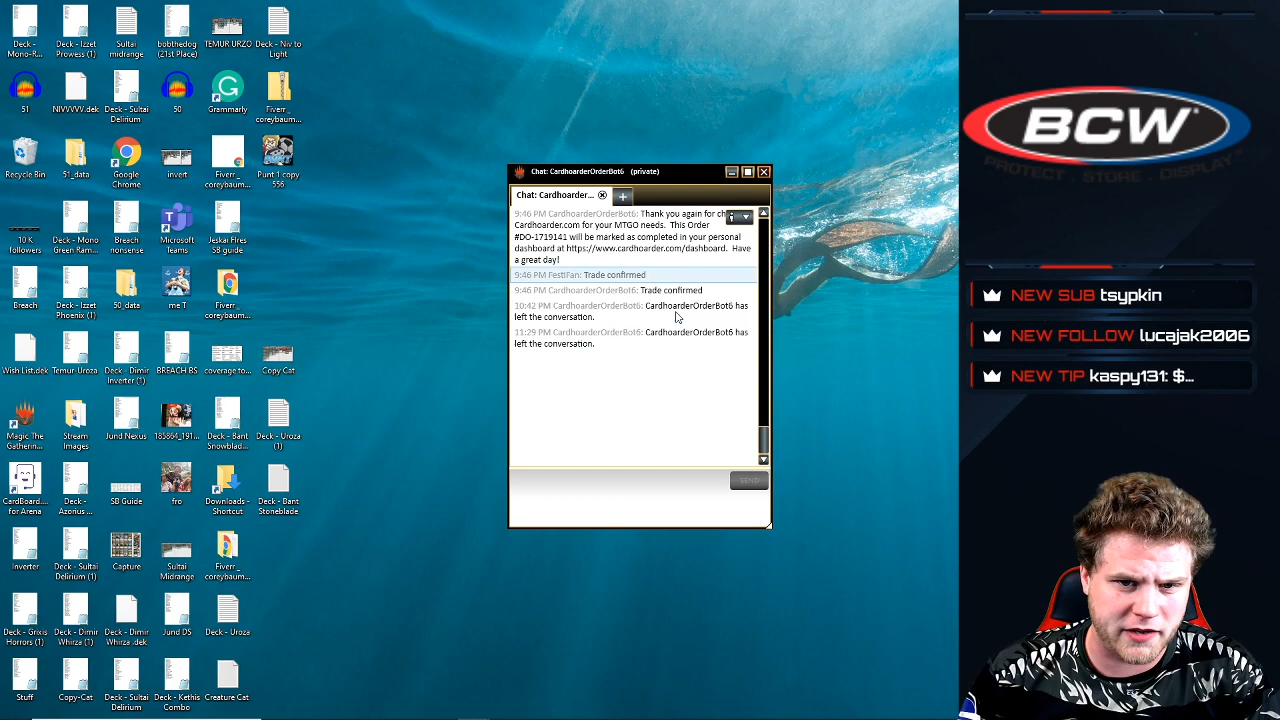 Deck -
Mono-R...
Deck - Izzet
Prowess (1)
Sultai
midrange
bobthedog
(21st Place)
TEMUR URZO
Deck - Niv to
Light
51
NIVVVVV.dek
Deck - Sultai
Delirium
50
Grammarly
Fiverr_
coreybaum...
Recycle Bin
51_data
Google
Chrome
invert
Fiverr_
coreybaum...
Punt 1 copy
556
10 K
followers
Deck - Mono
Green Ram...
Breach
nonsense
Microsoft
Teams
Jeskai Fires
SB guide
Breach
Deck - Izzet
Phoenix (1)
50_data
me T
Fiverr_
coreybaum...
Wish List.dek
Temur-Uroza
Deck - Dimir
Inverter (1)
BREACH BS
coverage to...
Copy Cat
Magic The
Gatherin...
Stream
Images
Jund Nexus
185864_191...
Deck - Bant
Snowblad...
Deck - Uroza
(1)
CardBoard...
for Arena
Deck -
Azorius ...
SB Guide
fro
Downloads -
Shortcut
Deck - Bant
Stoneblade
Inverter
Deck - Sultai
Delirium (1)
Capture
Sultai
Midrange
Fiverr_
coreybaum...
Deck - Grixis
Horrors (1)
Deck - Dimir
Whirza (1)
Deck - Dimir
Whirza .dek
Jund DS
Deck - Uroza
Stuff
Copy-Cat
Deck - Sultai
Delirium
Deck - Kethis
Combo
Creature Cat
Chat: CardhoarderOrderBot6 (private)
Chat: Cardhoarder...
9:46 PM CardhoarderOrderBot6: Thank you again for ch
Cardhoarder.com for your MTGO needs. This Order
#DO-1719141 will be marked as completed in your personal
dashboard at https://www.cardhoarder.com/dashboard. Have
a great day!
9:46 PM FestiFan: Trade confirmed
9:46 PM CardhoarderOrderBot6: Trade confirmed
10:42 PM CardhoarderOrderBot6: CardhoarderOrderBot6 has
left the conversation.
11:29 PM CardhoarderOrderBot6: CardhoarderOrderBot6 has
left the conversation.
SEND
BCW
PROTECT . STORE . DISPLAY
NEW SUB tsypkin
NEW FOLLOW lucajak2006
NEW TIP kaspy131: $...